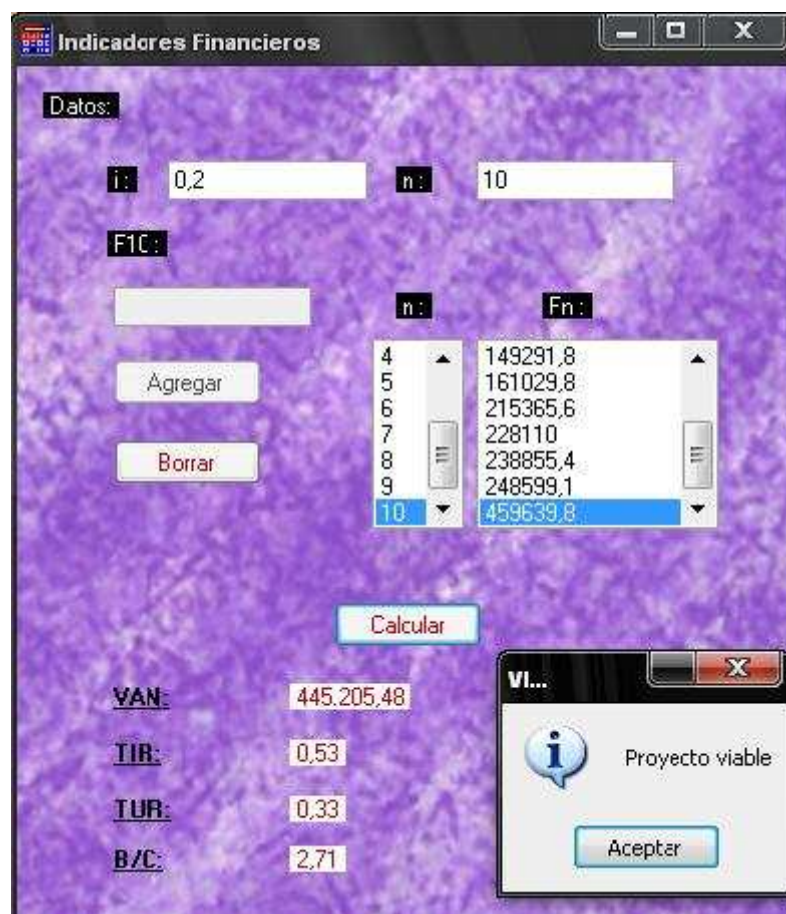 Indicadores Financieros
Datos:
i: 0,2 n: 10
F10:
n: Fn:
4 149291,8
5 161029,8
6 215365,6
7 228110
8 238855,4
9 248599,1
10 459639,8
Agregar
Borrar
Calcular
VAN: 445.205,48
TIR: 0,53
TUR: 0,33
B/C: 2,71
VI...
Proyecto viable
Aceptar